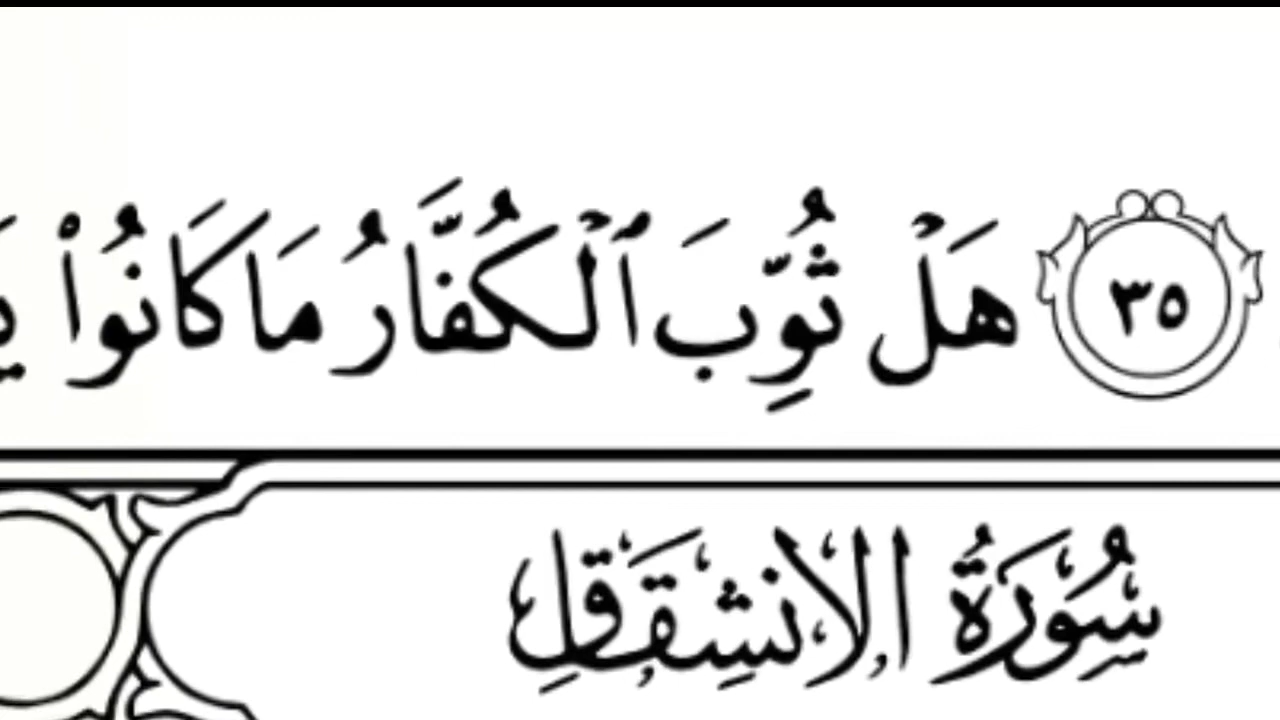 ٣٥ هَلۡ ثُوِّبَ ٱلۡكُفَّارُ مَا كَانُوا۟
سُورَةُ الانشِقَاقِ